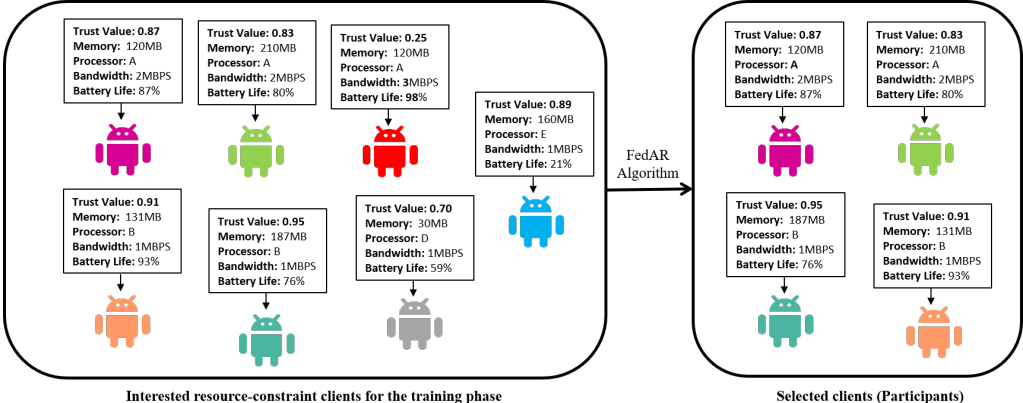 Trust Value: 0.87
Memory: 120MB
Processor: A
Bandwidth: 2MBPS
Battery Life: 87%
Trust Value: 0.83
Memory: 210MB
Processor: A
Bandwidth: 2MBPS
Battery Life: 80%
Trust Value: 0.25
Memory: 120MB
Processor: A
Bandwidth: 3MBPS
Battery Life: 98%
Trust Value: 0.89
Memory: 160MB
Processor: E
Bandwidth: 1MBPS
Battery Life: 21%
Trust Value: 0.91
Memory: 131MB
Processor: B
Bandwidth: 1MBPS
Battery Life: 93%
Trust Value: 0.95
Memory: 187MB
Processor: B
Bandwidth: 1MBPS
Battery Life: 76%
Trust Value: 0.70
Memory: 30MB
Processor: D
Bandwidth: 1MBPS
Battery Life: 59%
Interested resource-constraint clients for the training phase
FedAR
Algorithm
Trust Value: 0.87
Memory: 120MB
Processor: A
Bandwidth: 2MBPS
Battery Life: 87%
Trust Value: 0.83
Memory: 210MB
Processor: A
Bandwidth: 2MBPS
Battery Life: 80%
Trust Value: 0.95
Memory: 187MB
Processor: B
Bandwidth: 1MBPS
Battery Life: 76%
Trust Value: 0.91
Memory: 131MB
Processor: B
Bandwidth: 1MBPS
Battery Life: 93%
Selected clients (Participants)